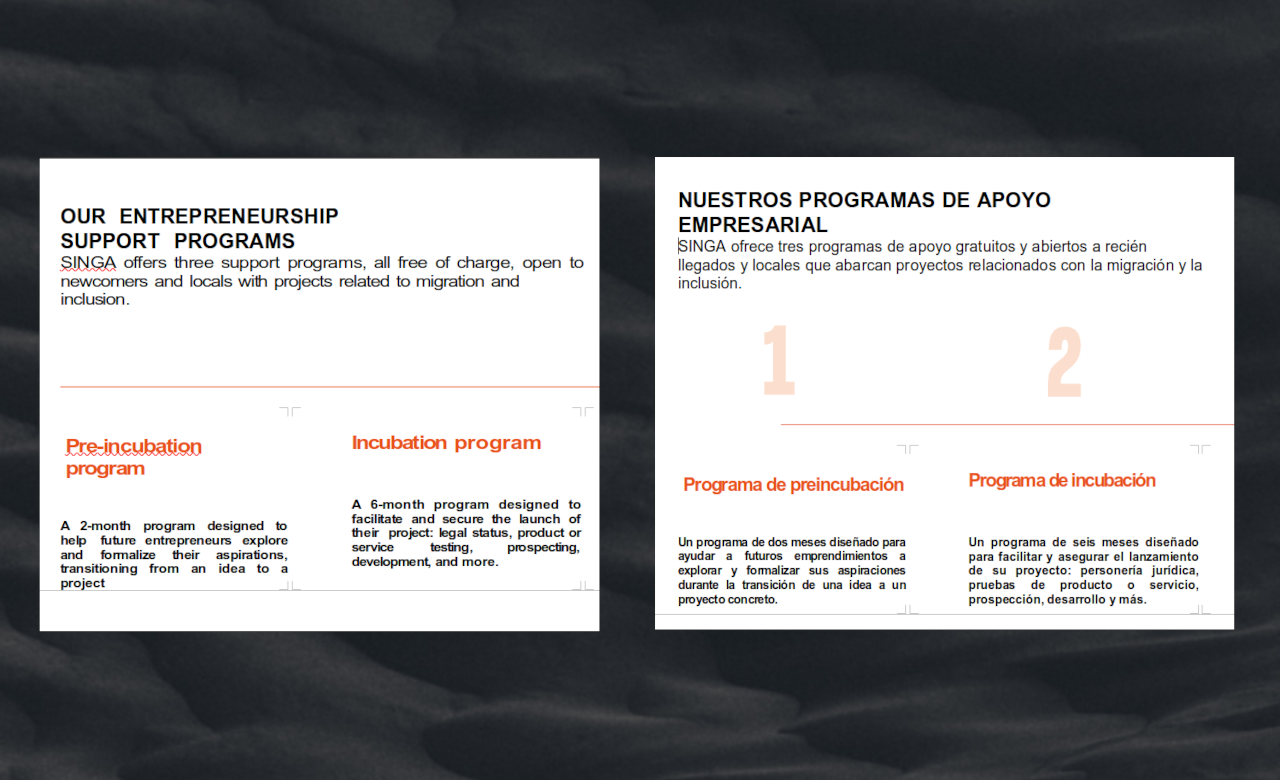 OUR ENTREPRENEURSHIP
SUPPORT PROGRAMS
SINGA offers three support programs, all free of charge, open to
newcomers and locals with projects related to migration and
inclusion.
Pre-incubation
program
A 2-month program designed to
help future entrepreneurs explore
and formalize their aspirations,
transitioning from an idea to a
project
Incubation program
A 6-month program designed to
facilitate and secure the launch of
their project: legal status, product or
service testing, prospecting,
development, and more.
NUESTROS PROGRAMAS DE APOYO
EMPRESARIAL
SINGA ofrece tres programas de apoyo gratuitos y abiertos a recién
llegados y locales que abarcan proyectos relacionados con la migración y la
inclusión.
1
2
Programa de preincubación
Un programa de dos meses diseñado para
ayudar a futuros emprendimientos a
explorar y formalizar sus aspiraciones
durante la transición de una idea a un
proyecto concreto.
Programa de incubación
Un programa de seis meses diseñado
para facilitar y asegurar el lanzamiento
de su proyecto: personería jurídica,
pruebas de producto o servicio,
prospección, desarrollo y más.